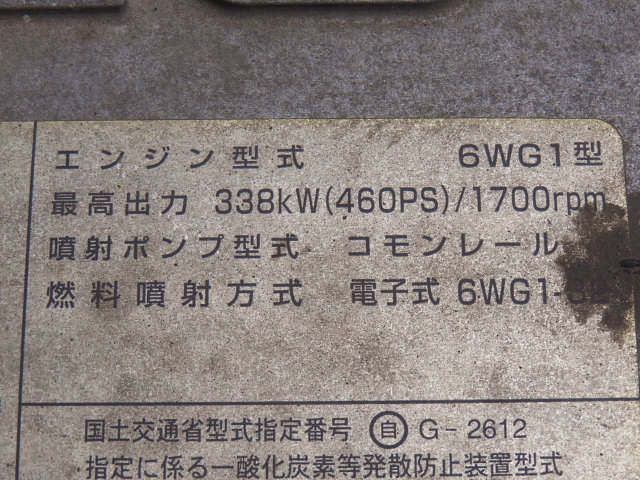 エンジン型式 6WG1型
最高出力 338kW(460PS)/1700rpm
噴射ポンプ型式 コモンレール
燃料噴射方式 電子式
国土交通省型式指定番号 自 G-2612
指定に係る一酸化炭素等発散防止装置型式